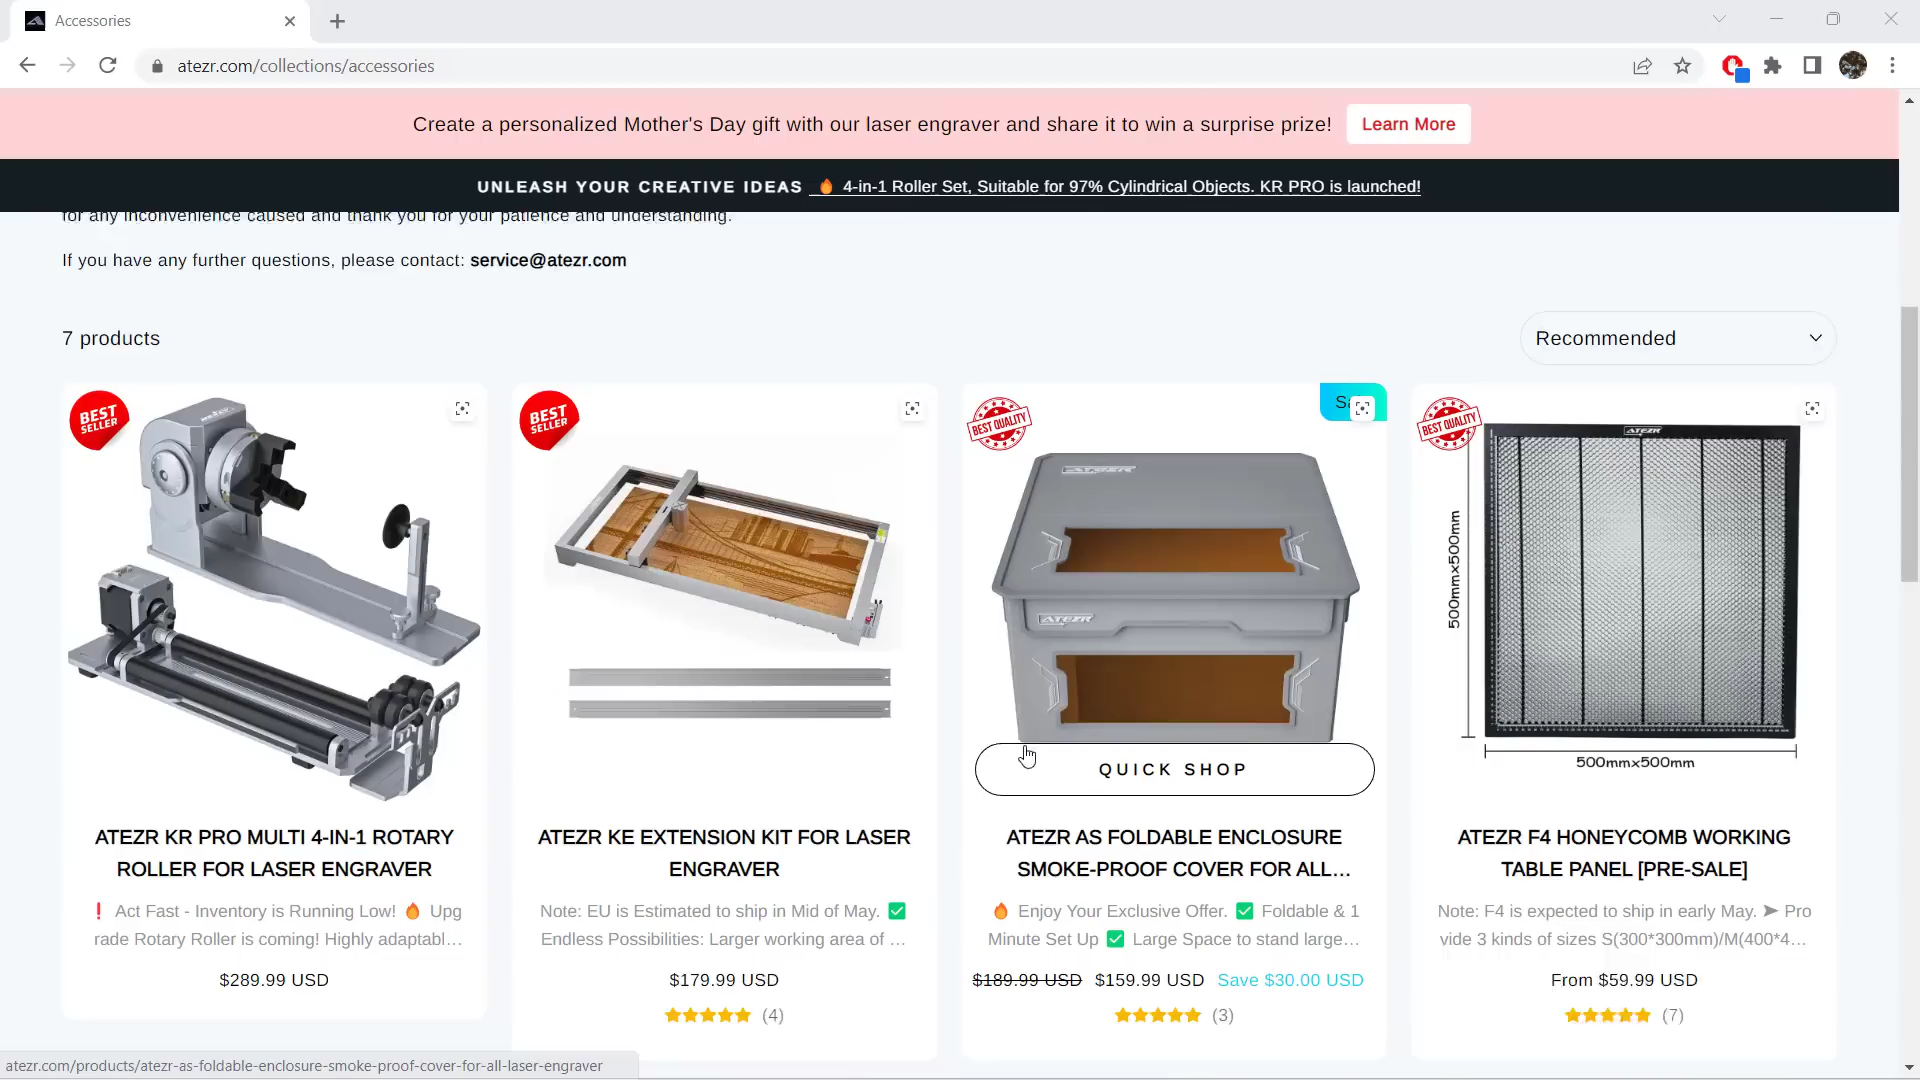 Accessories
atezr.com/collections/accessories
Create a personalized Mother's Day gift with our laser engraver and share it to win a surprise prize! Learn More
UNLEASH YOUR CREATIVE IDEAS 🔥 4-in-1 Roller Set, Suitable for 97% Cylindrical Objects. KR PRO is launched!
for any inconvenience caused and thank you for your patience and understanding.
If you have any further questions, please contact: service@atezr.com
7 products
Recommended
BEST
SELLER
ATEZR KR PRO MULTI 4-IN-1 ROTARY
ROLLER FOR LASER ENGRAVER
❗ Act Fast - Inventory is Running Low! 🔥 Upg
rade Rotary Roller is coming! Highly adaptabl...
$289.99 USD
BEST
SELLER
ATEZR KE EXTENSION KIT FOR LASER
ENGRAVER
Note: EU is Estimated to ship in Mid of May. ✅
Endless Possibilities: Larger working area of ...
$179.99 USD
(4)
BEST QUALITY
ATEZR
ATEZR
QUICK SHOP
ATEZR AS FOLDABLE ENCLOSURE
SMOKE-PROOF COVER FOR ALL...
🔥 Enjoy Your Exclusive Offer. ✅ Foldable & 1
Minute Set Up ✅ Large Space to stand large...
$189.99 USD $159.99 USD Save $30.00 USD
(3)
BEST QUALITY
ATEZR
500mmx500mm
500mmx500mm
ATEZR F4 HONEYCOMB WORKING
TABLE PANEL [PRE-SALE]
Note: F4 is expected to ship in early May. ➤ Pro
vide 3 kinds of sizes S(300*300mm)/M(400*4...
From $59.99 USD
(7)
atezr.com/products/atezr-as-foldable-enclosure-smoke-proof-cover-for-all-laser-engraver